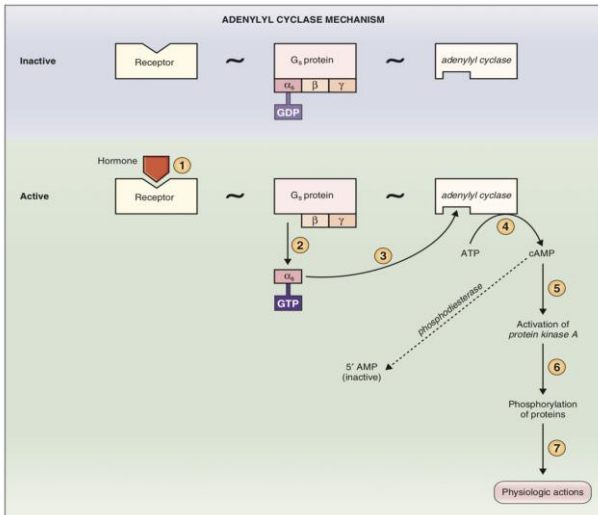 ADENYLYL CYCLASE MECHANISM
Inactive
Receptor
~
Gs protein
~
adenylyl cyclase
αs β γ
GDP
Hormone
1
Active
Receptor
~
Gs protein
~
adenylyl cyclase
β γ
2
3
4
αs
GTP
ATP
cAMP
phosphodiesterase
5
5′ AMP
(inactive)
Activation of
protein kinase A
6
Phosphorylation
of proteins
7
Physiologic actions